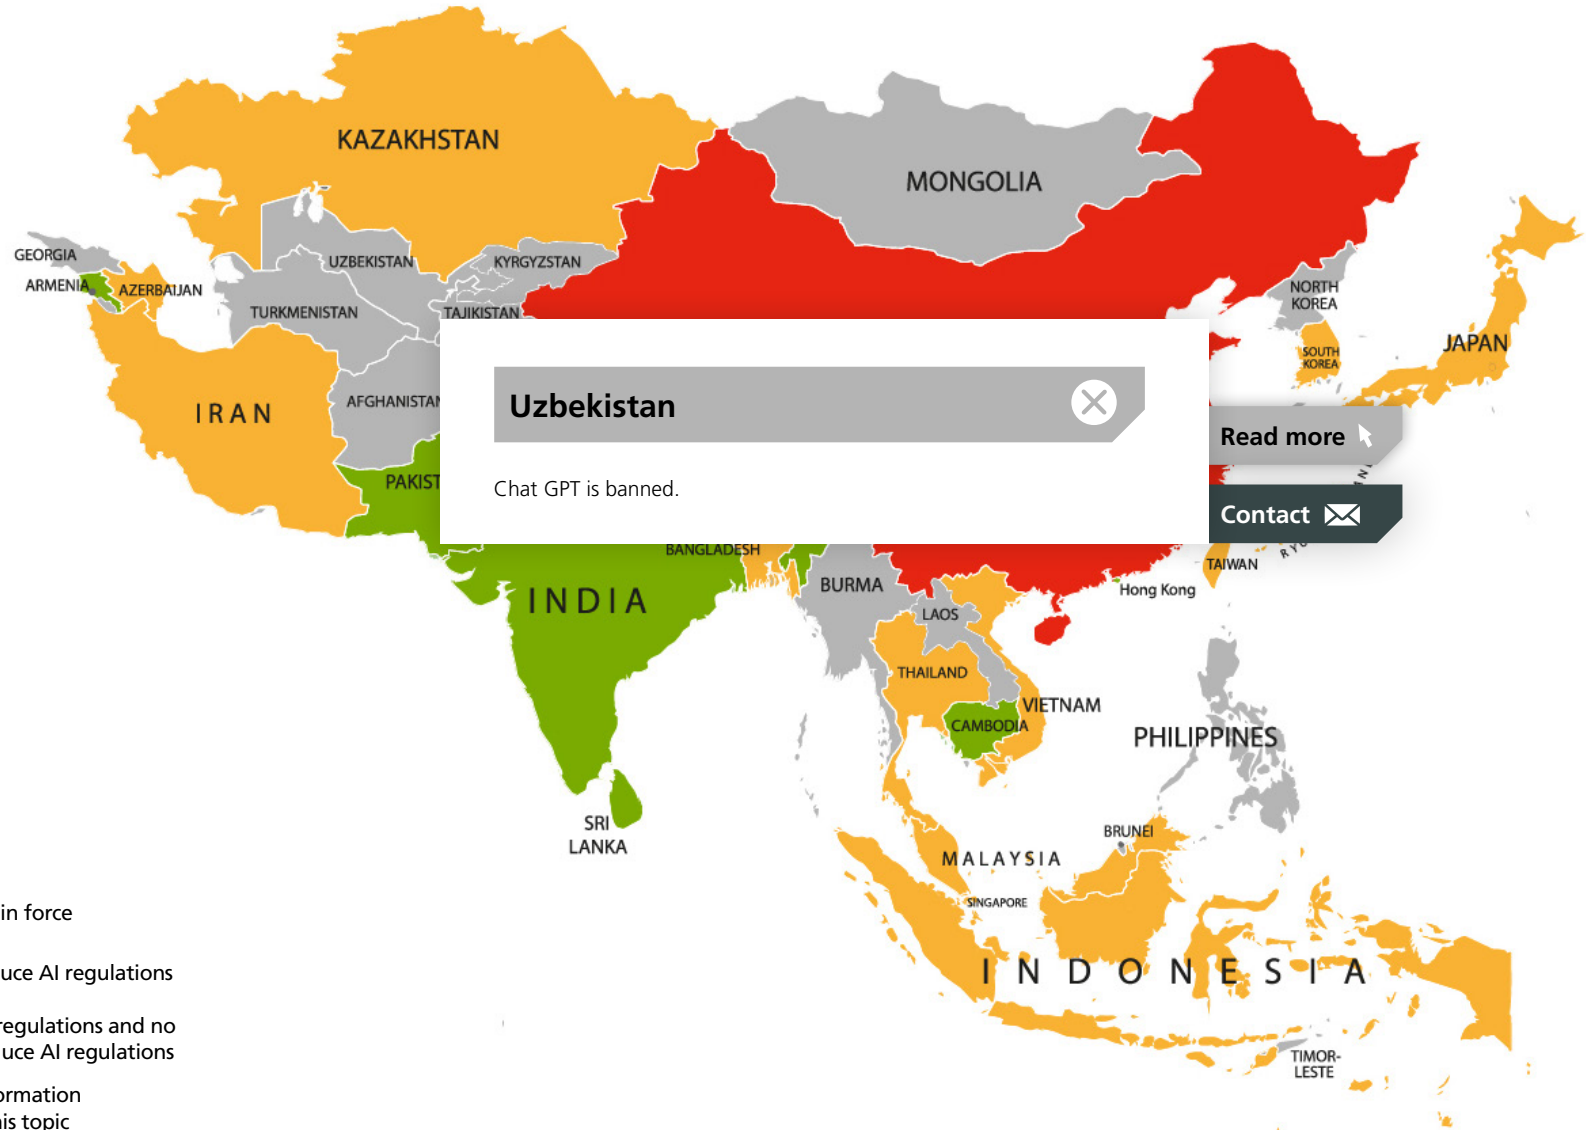 KAZAKHSTAN
MONGOLIA
GEORGIA
UZBEKISTAN
KYRGYZSTAN
ARMENIA
AZERBAIJAN
TURKMENISTAN
TAJIKISTAN
NORTH
KOREA
SOUTH
KOREA
JAPAN
IRAN
AFGHANISTAN
Uzbekistan
Read more
PAKIST
Chat GPT is banned.
Contact
BANGLADESH
TAIWAN
RYU
INDIA
BURMA
Hong Kong
LAOS
THAILAND
VIETNAM
CAMBODIA
PHILIPPINES
SRI
LANKA
BRUNEI
MALAYSIA
SINGAPORE
INDONESIA
TIMOR-
LESTE
in force
uce AI regulations
regulations and no
uce AI regulations
ormation
is topic